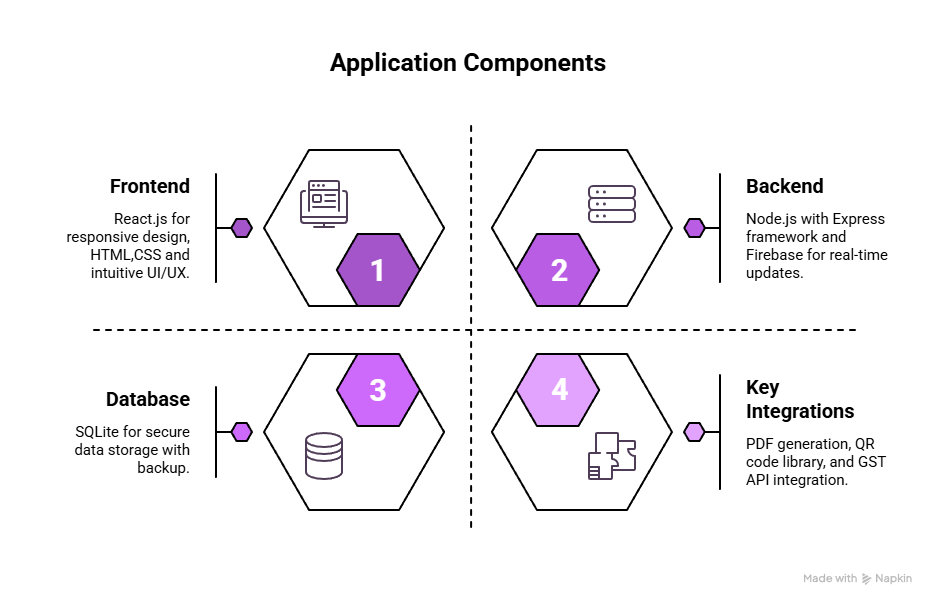 Application Components
Frontend
React.js for
responsive design,
HTML,CSS and
intuitive UI/UX.
1
2
Backend
Node.js with Express
framework and
Firebase for real-time
updates.
Database
SQLite for secure
data storage with
backup.
3
4
Key
Integrations
PDF generation, QR
code library, and GST
API integration.
Made with Napkin